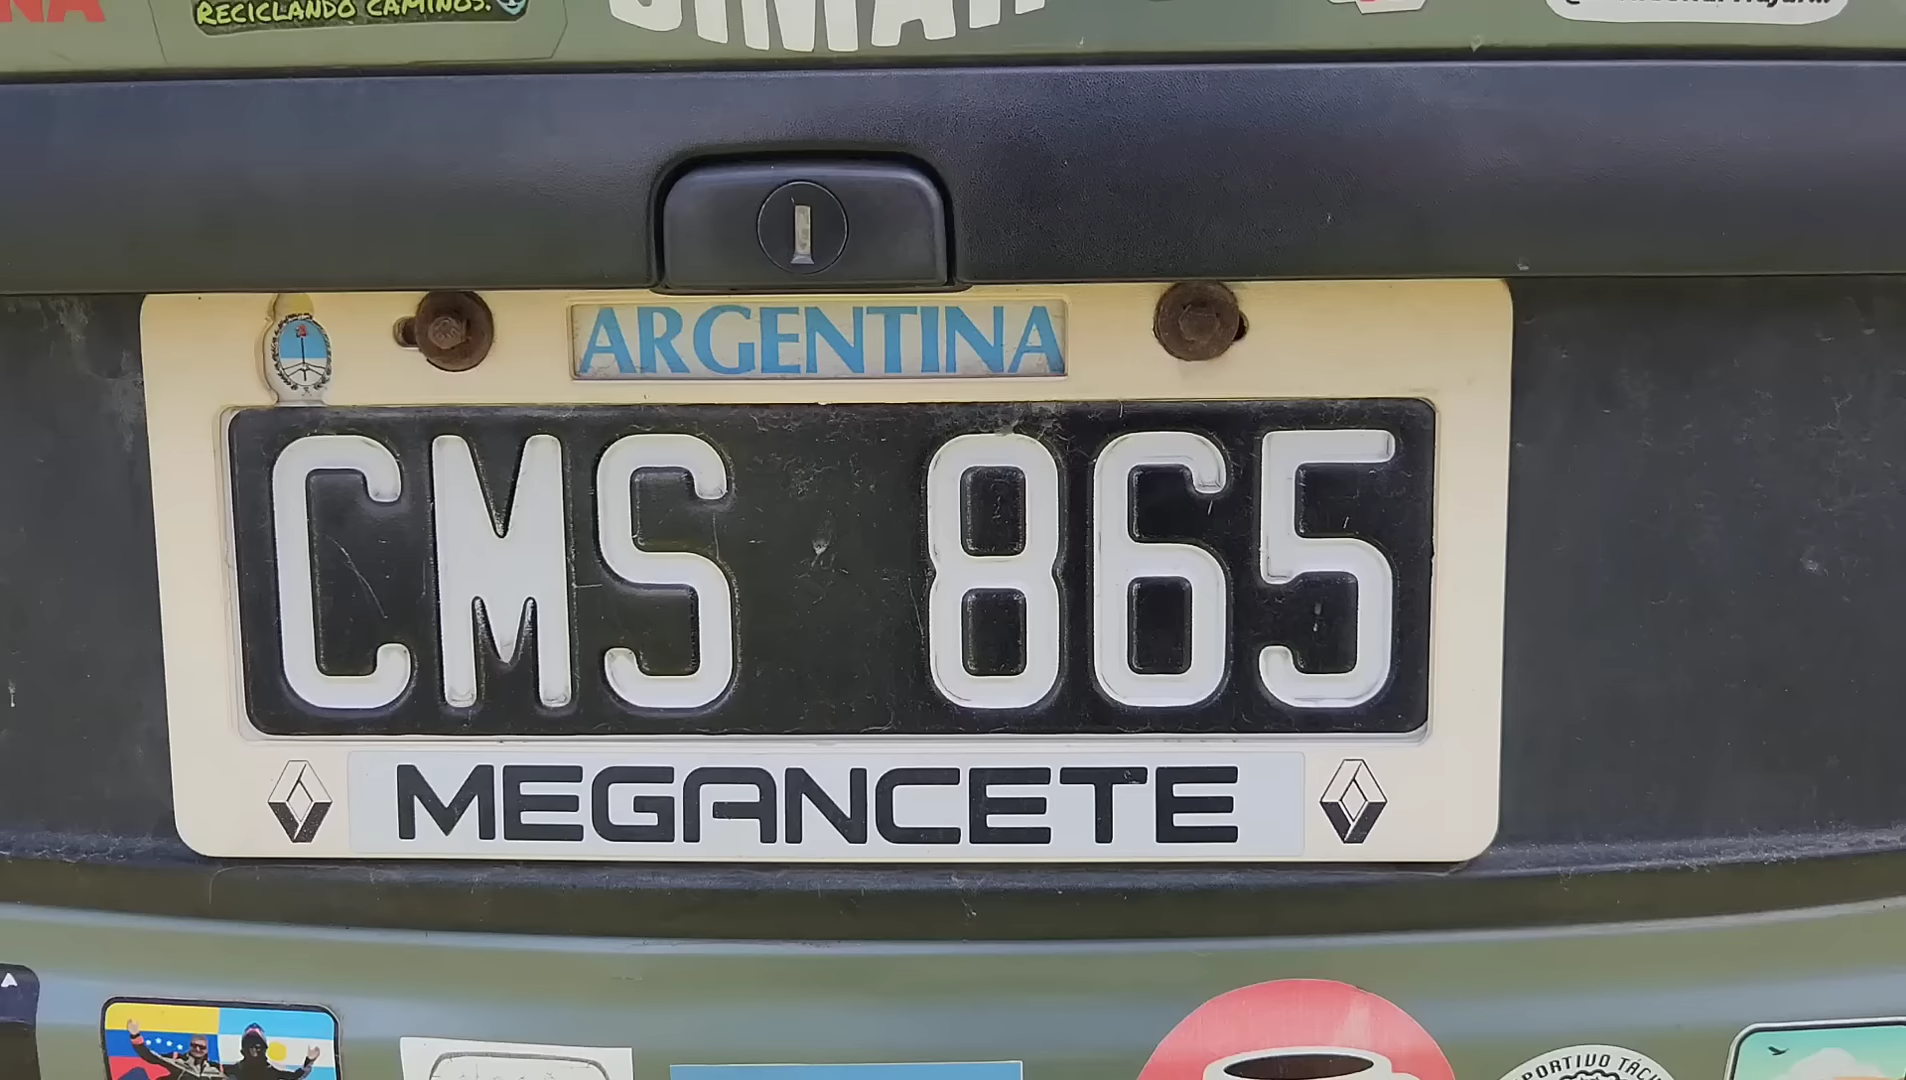 RECICLANDO CAMINOS.
ARGENTINA
CMS 865
MEGANCETE